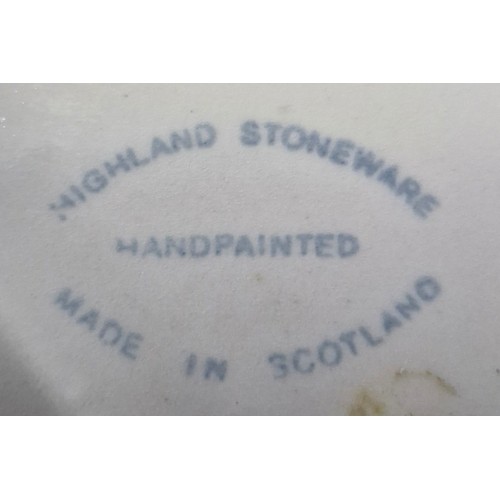 HIGHLAND STONEWARE
HANDPAINTED
MADE IN SCOTLAND